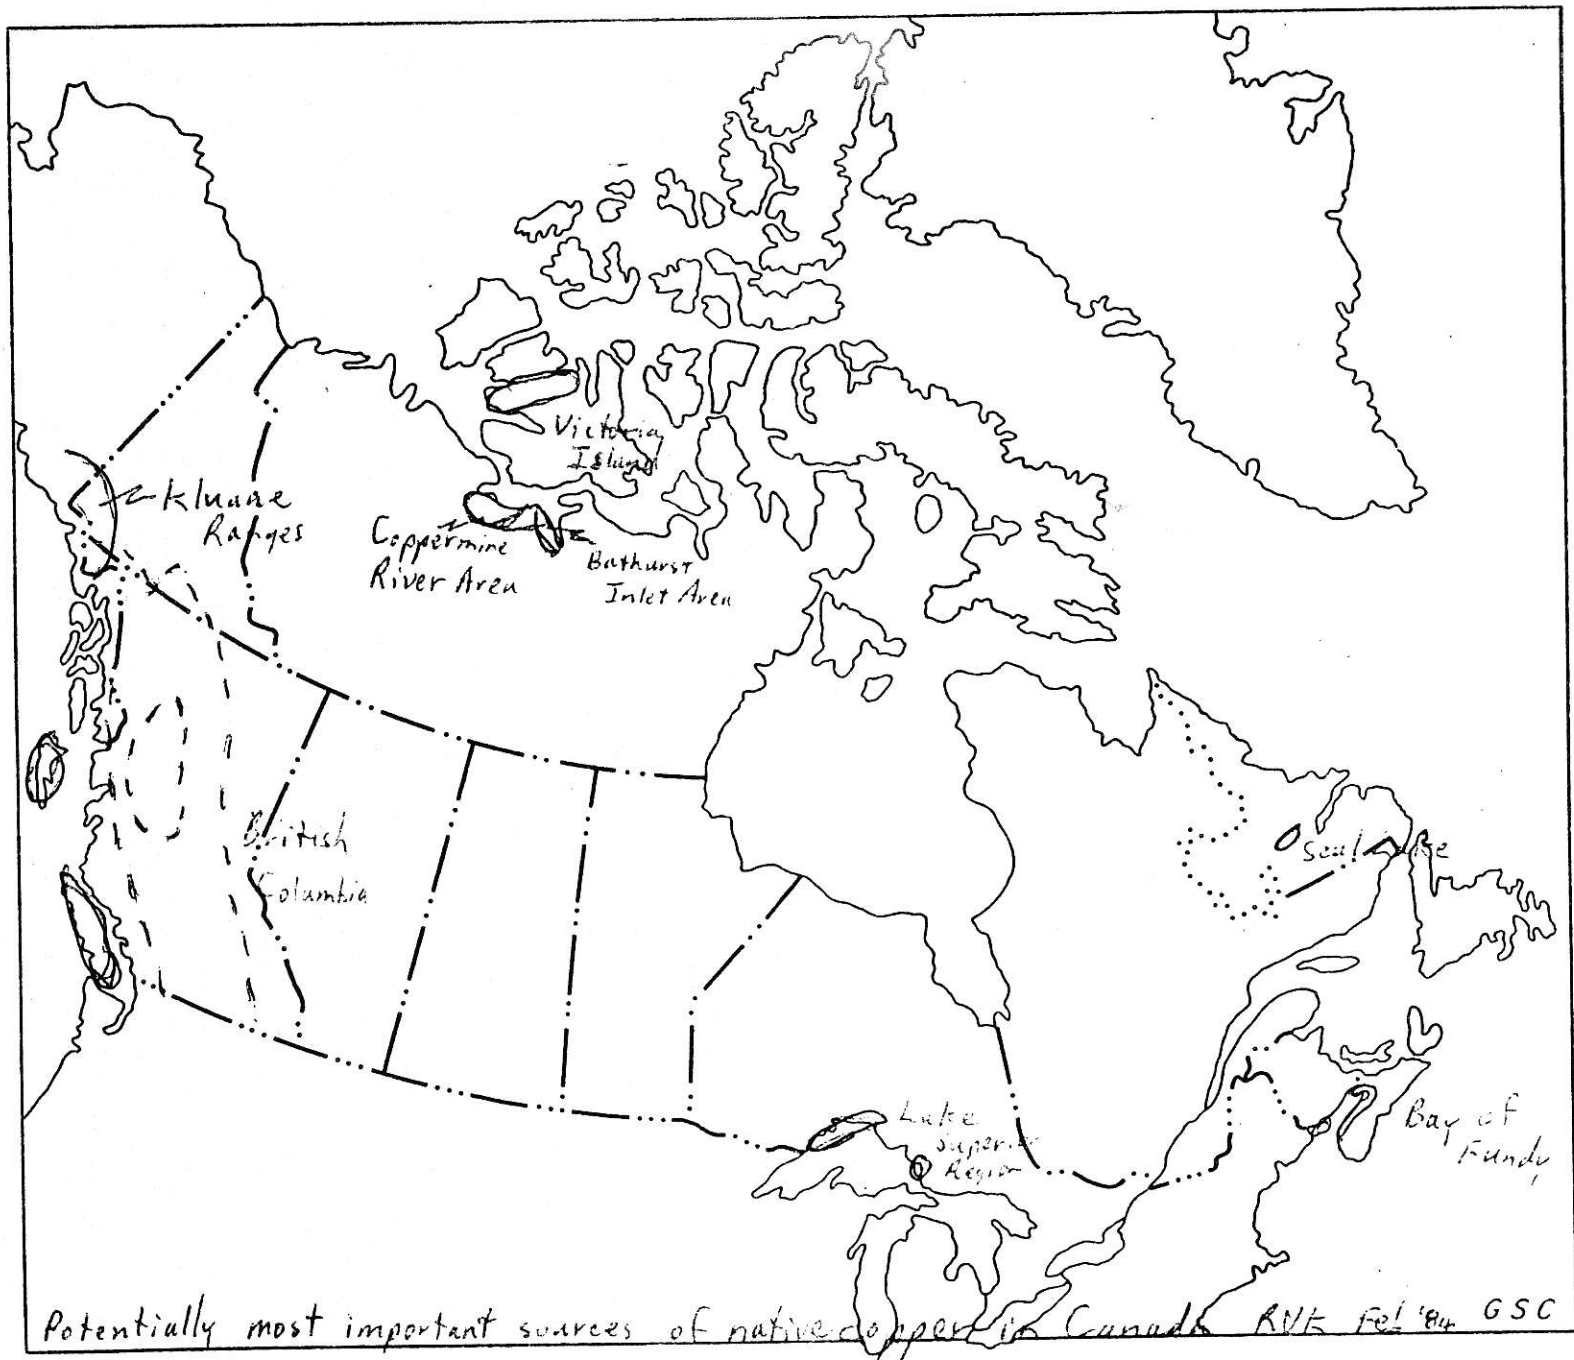 Victoria
Island
Kluane
Ranges
Coppermine
River Area
Bathurst
Inlet Area
British
Columbia
Seal Lake
Lake
Superior
Region
Bay of
Fundy
Potentially most important sources of native copper in Canada RVK Feb '84 GSC